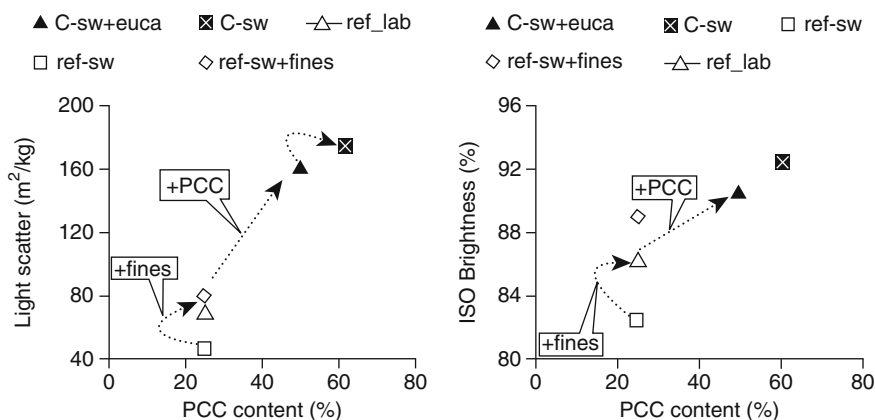 C-sw+euca C-sw ref_lab
ref-sw ref-sw+fines
Light scatter (m²/kg)
200
160
120
80
40
+PCC
+fines
0 20 40 60 80
PCC content (%)
C-sw+euca C-sw ref-sw
ref-sw+fines ref_lab
ISO Brightness (%)
96
92
88
84
80
+PCC
+fines
0 20 40 60 80
PCC content (%)